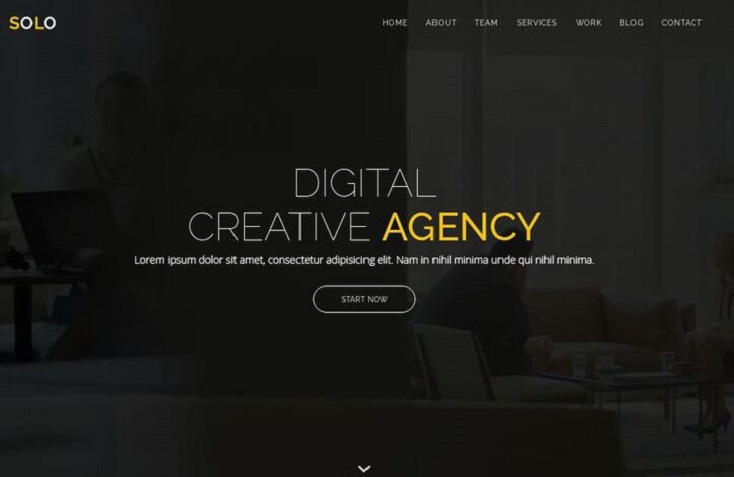 SOLO
HOME ABOUT TEAM SERVICES WORK BLOG CONTACT
DIGITAL
CREATIVE AGENCY
Lorem ipsum dolor sit amet, consectetur adipisicing elit. Nam in nihil minima unde qui nihil minima.
START NOW